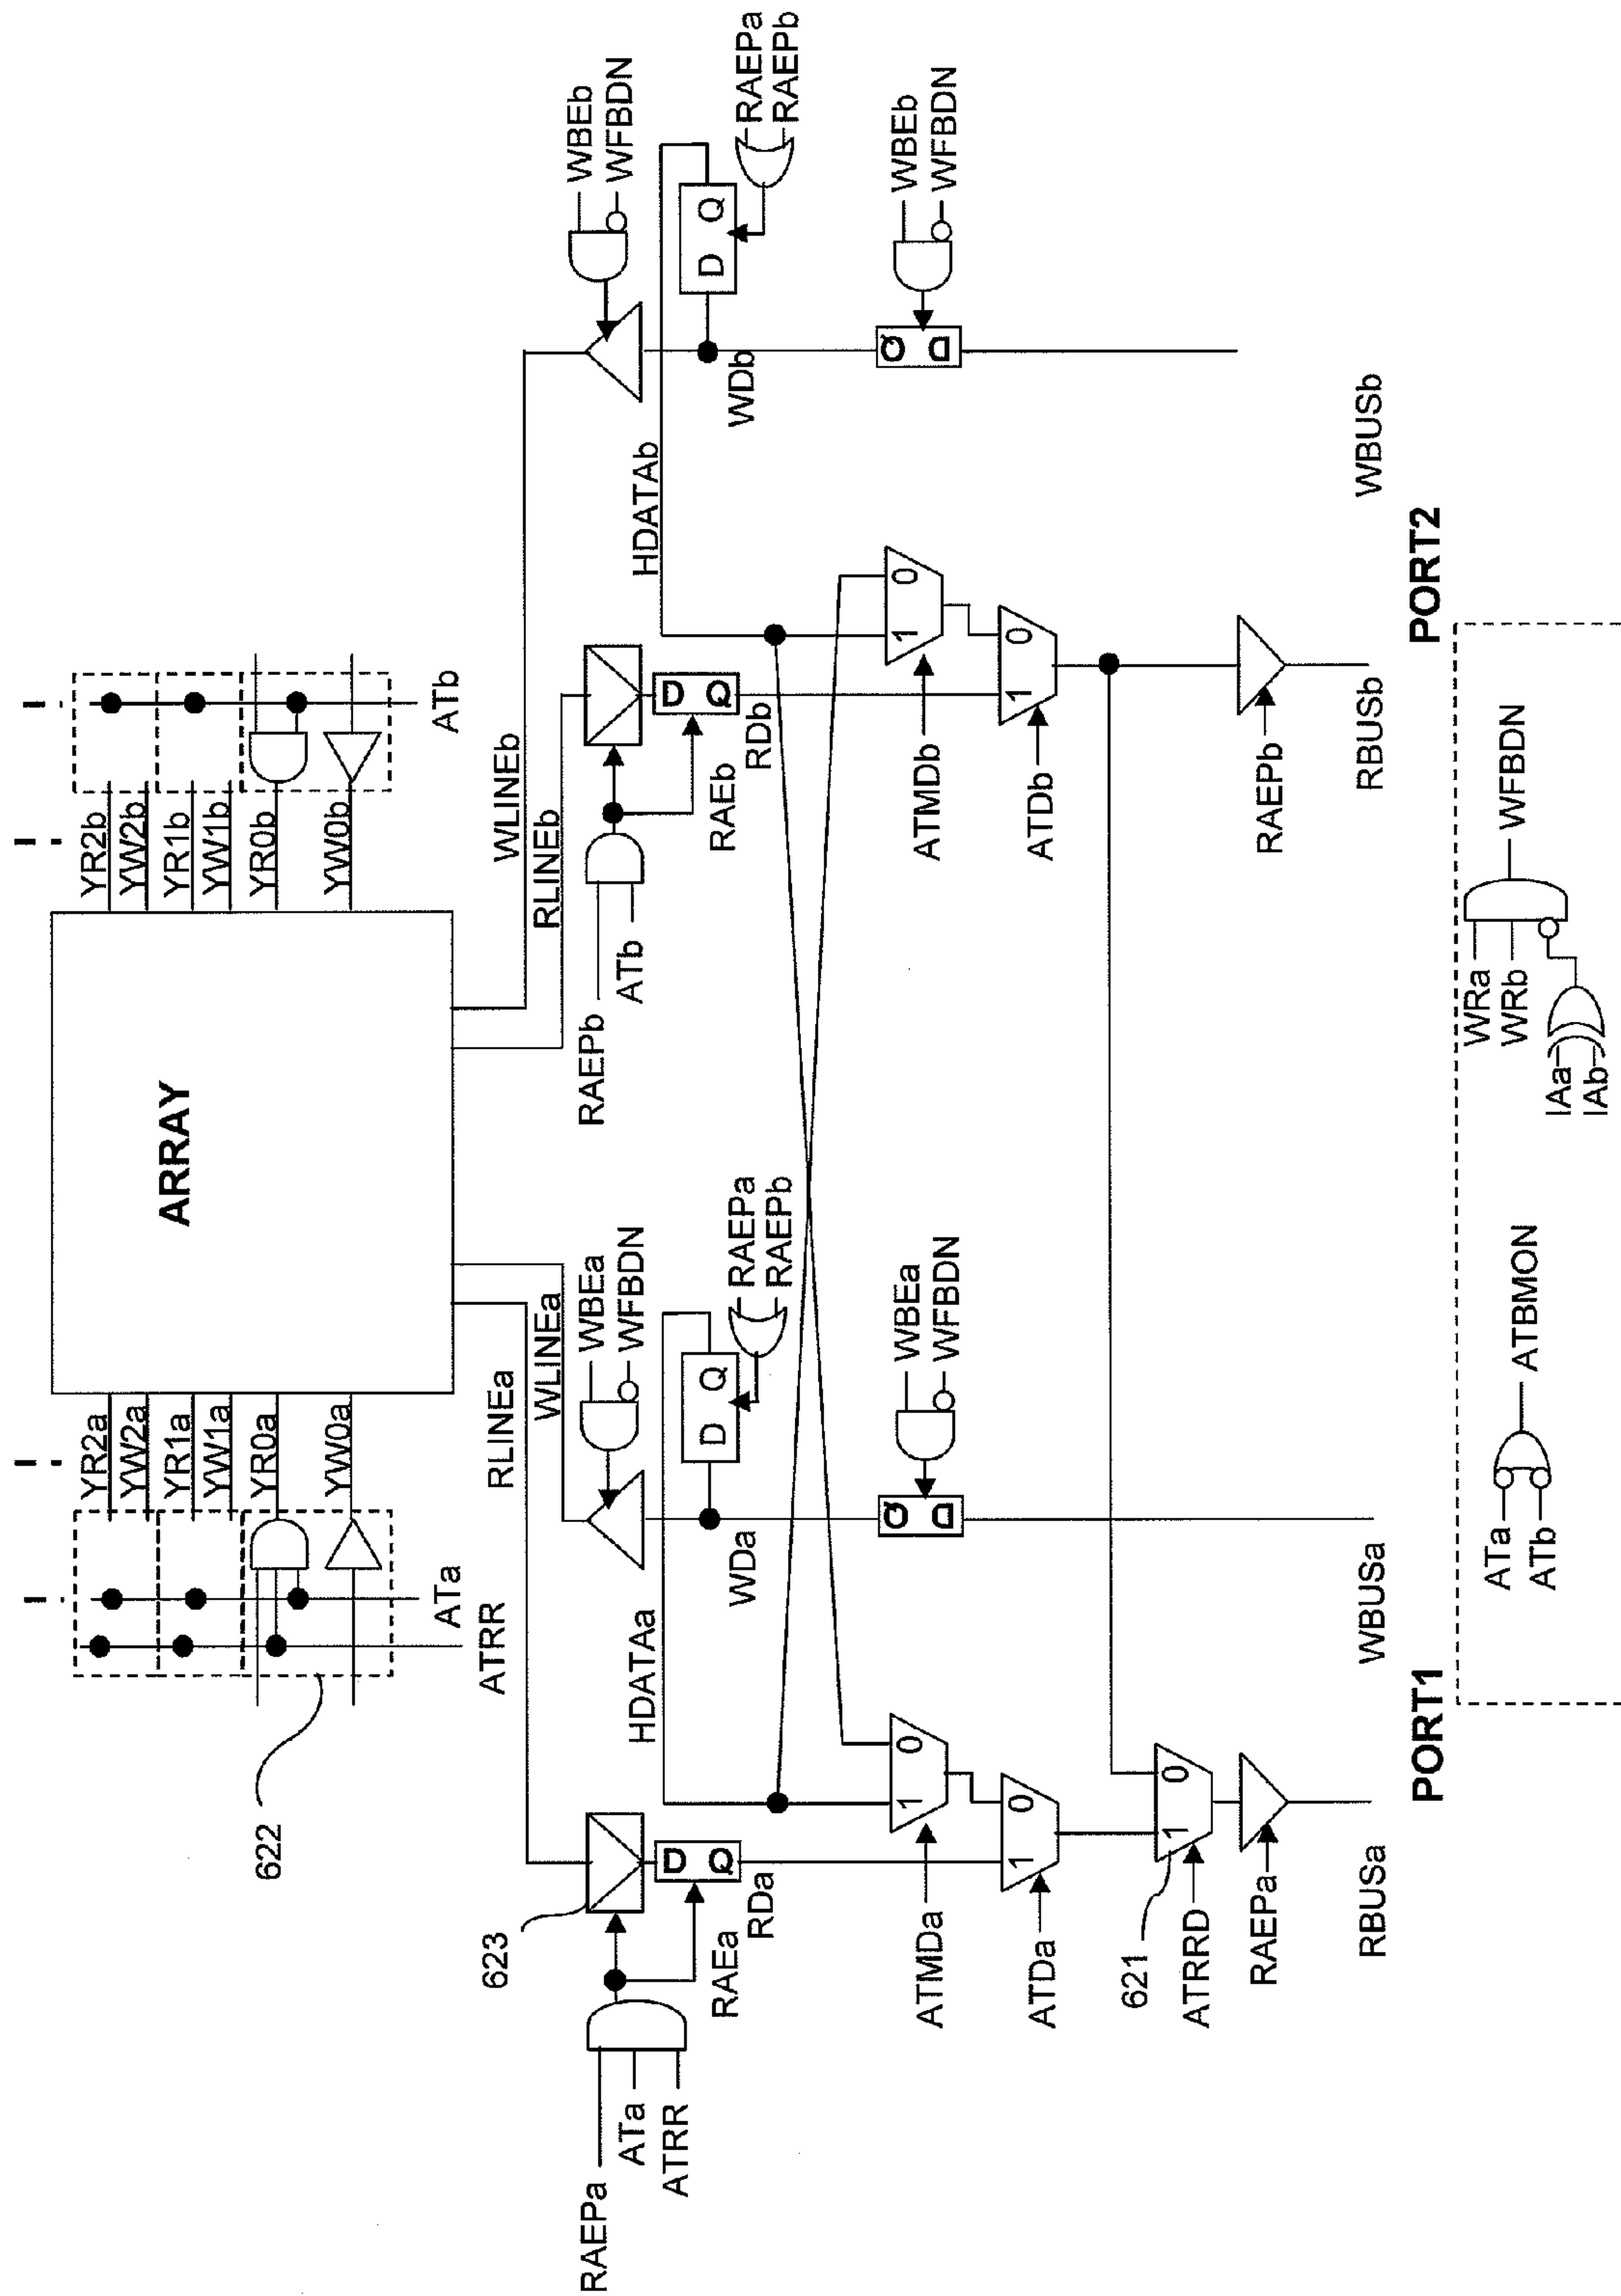 YR2a
YW2a
YR1a
YW1a
YR0a
YW0a
ARRAY
YR2b
YW2b
YR1b
YW1b
YR0b
YW0b
622
ATa
ATRR
ATb
RLINEa
WLINEa
WLINEb
RLINEb
623
RAEPa
ATa
ATRR
D
Q
RAEa
RDa
HDATAa
WBEa
WFBDN
D
Q
RAEPa
RAEPb
WDa
RAEPb
ATb
D
Q
RAEb
RDb
HDATAb
WBEb
WFBDN
D
Q
RAEPa
RAEPb
WDb
WBEa
WFBDN
Q
D
WBEb
WFBDN
Q
D
1
0
ATMDa
1
0
ATDa
1
0
621
ATRRD
RAEPa
RBUSa
WBUSa
1
0
ATMDb
1
0
ATDb
RAEPb
RBUSb
WBUSb
PORT1
PORT2
ATa
ATb
ATBMON
WRa
WRb
IAa
IAb
WFBDN